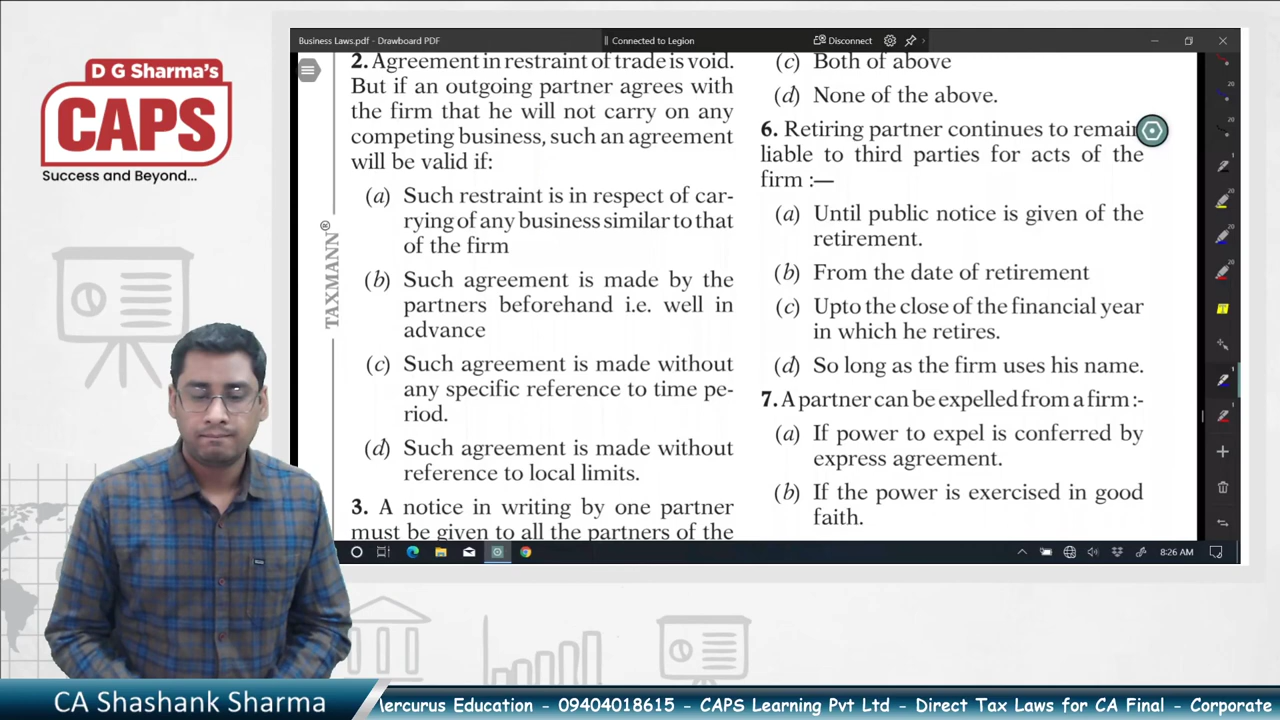 D G Sharma's
CAPS
Success and Beyond...
Business Laws.pdf - Drawboard PDF
Connected to Legion
Disconnect
2. Agreement in restraint of trade is void.
But if an outgoing partner agrees with
the firm that he will not carry on any
competing business, such an agreement
will be valid if:
(a) Such restraint is in respect of car-
rying of any business similar to that
of the firm
(b) Such agreement is made by the
partners beforehand i.e. well in
advance
(c) Such agreement is made without
any specific reference to time pe-
riod.
(d) Such agreement is made without
reference to local limits.
3. A notice in writing by one partner
must be given to all the partners of the
TAXMANN®
(c) Both of above
(d) None of the above.
6. Retiring partner continues to remain
liable to third parties for acts of the
firm :—
(a) Until public notice is given of the
retirement.
(b) From the date of retirement
(c) Upto the close of the financial year
in which he retires.
(d) So long as the firm uses his name.
7. A partner can be expelled from a firm :-
(a) If power to expel is conferred by
express agreement.
(b) If the power is exercised in good
faith.
8:26 AM
CA Shashank Sharma
Mercurus Education - 09404018615 - CAPS Learning Pvt Ltd - Direct Tax Laws for CA Final - Corporate